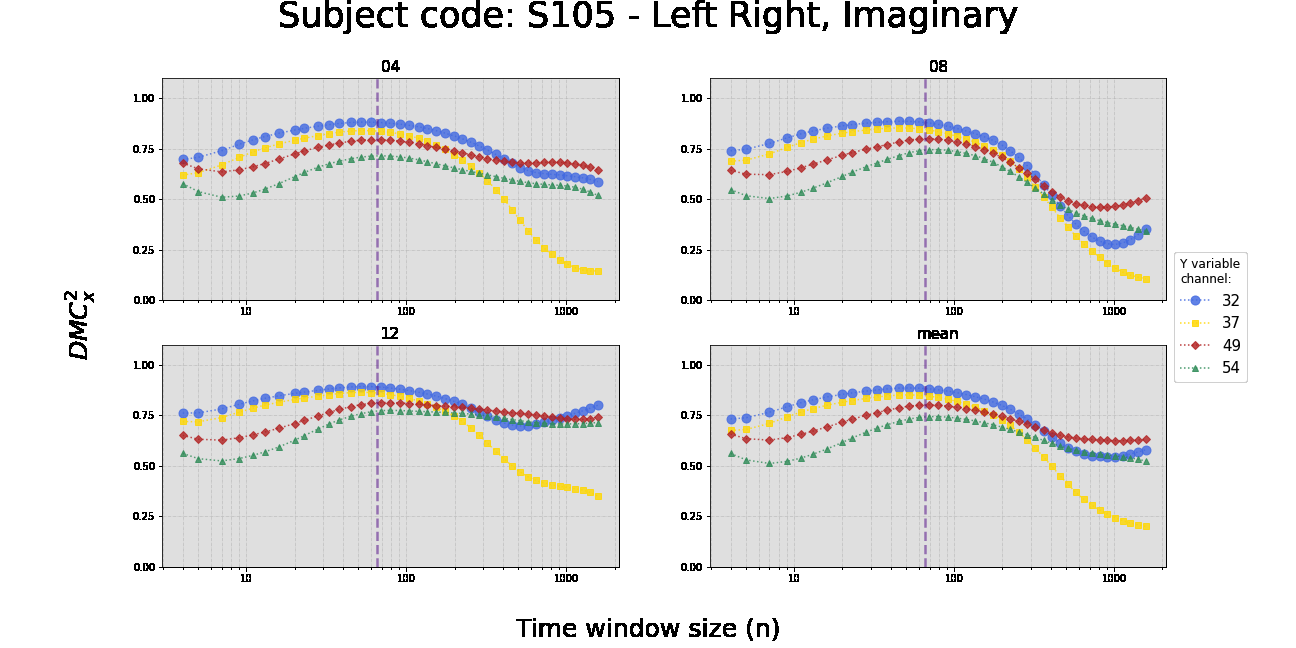 Subject code: S105 - Left Right, Imaginary
04
1.00
0.75
0.50
0.25
0.00
10 100 1000
08
1.00
0.75
0.50
0.25
0.00
10 100 1000
12
1.00
0.75
0.50
0.25
0.00
10 100 1000
mean
1.00
0.75
0.50
0.25
0.00
10 100 1000
DMC²ₓ
Time window size (n)
Y variable
channel:
32
37
49
54